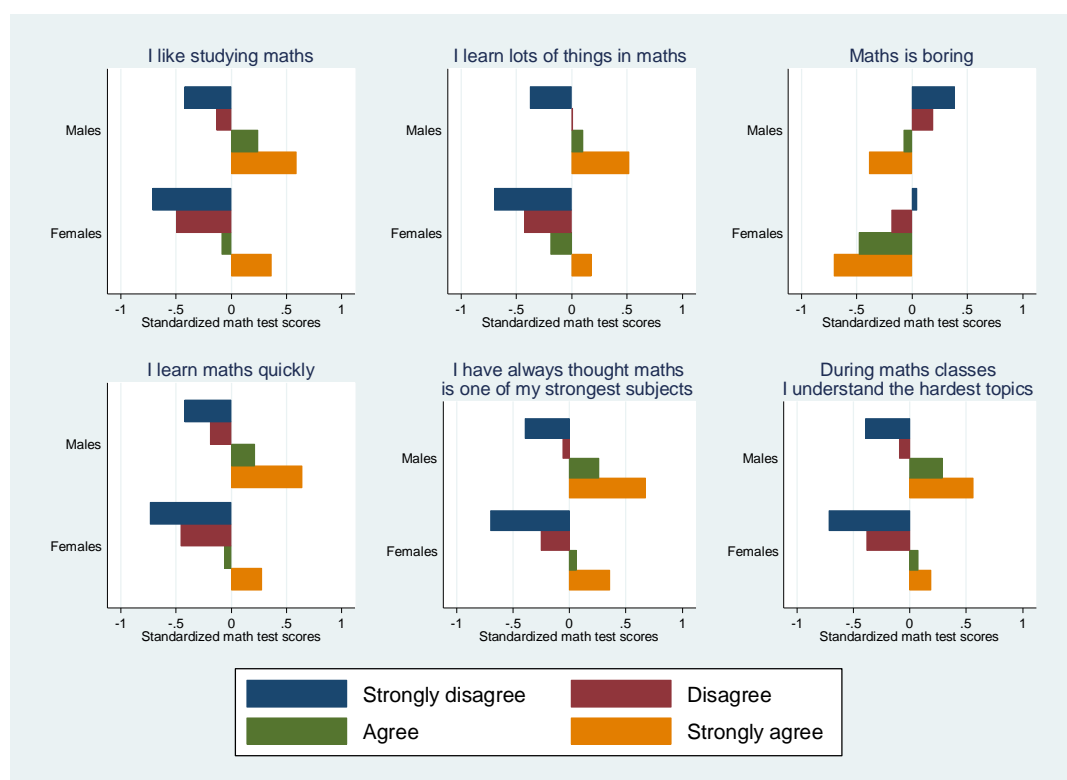 I like studying maths
Males
Females
-1 -.5 0 .5 1
Standardized math test scores
I learn lots of things in maths
Males
Females
-1 -.5 0 .5 1
Standardized math test scores
Maths is boring
Males
Females
-1 -.5 0 .5 1
Standardized math test scores
I learn maths quickly
Males
Females
-1 -.5 0 .5 1
Standardized math test scores
I have always thought maths
is one of my strongest subjects
Males
Females
-1 -.5 0 .5 1
Standardized math test scores
During maths classes
I understand the hardest topics
Males
Females
-1 -.5 0 .5 1
Standardized math test scores
Strongly disagree
Disagree
Agree
Strongly agree